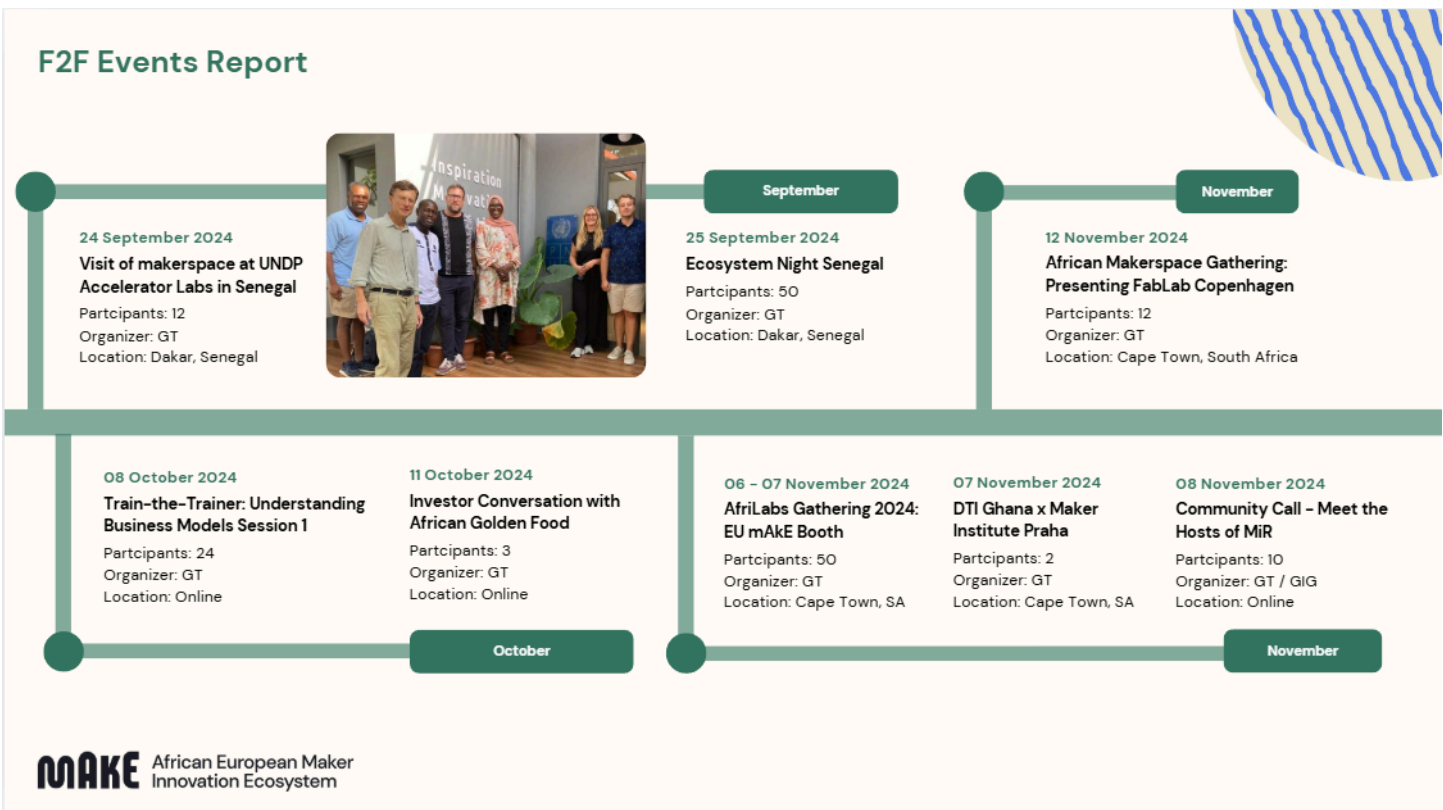 F2F Events Report
Inspiration
September
November
24 September 2024
Visit of makerspace at UNDP
Accelerator Labs in Senegal
Partcipants: 12
Organizer: GT
Location: Dakar, Senegal
25 September 2024
Ecosystem Night Senegal
Partcipants: 50
Organizer: GT
Location: Dakar, Senegal
12 November 2024
African Makerspace Gathering:
Presenting FabLab Copenhagen
Partcipants: 12
Organizer: GT
Location: Cape Town, South Africa
08 October 2024
Train-the-Trainer: Understanding
Business Models Session 1
Partcipants: 24
Organizer: GT
Location: Online
11 October 2024
Investor Conversation with
African Golden Food
Partcipants: 3
Organizer: GT
Location: Online
06 - 07 November 2024
AfriLabs Gathering 2024:
EU mAkE Booth
Partcipants: 50
Organizer: GT
Location: Cape Town, SA
07 November 2024
DTI Ghana x Maker
Institute Praha
Partcipants: 2
Organizer: GT
Location: Cape Town, SA
08 November 2024
Community Call - Meet the
Hosts of MiR
Partcipants: 10
Organizer: GT / GIG
Location: Online
October
November
mAkE
African European Maker
Innovation Ecosystem